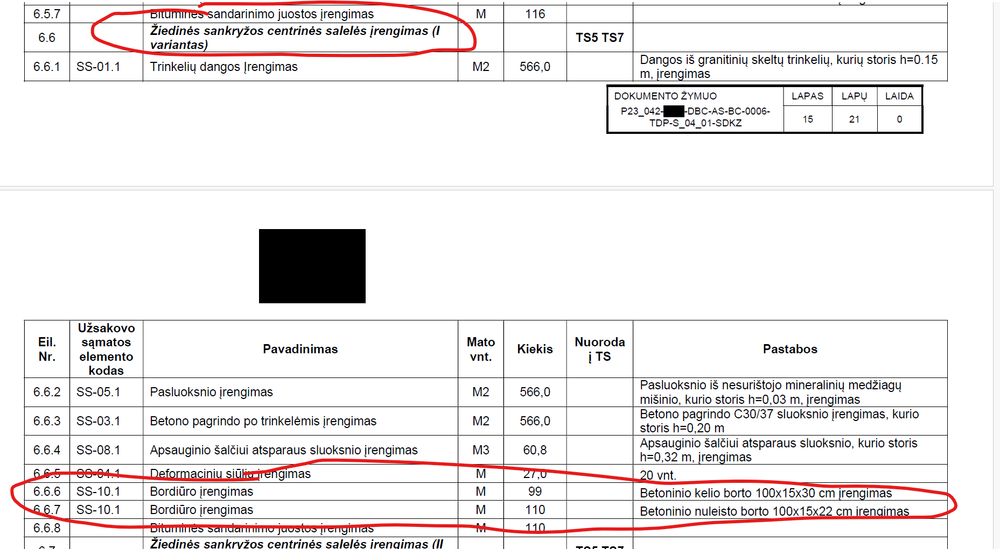 6.5.7 Bituminės sandarinimo juostos įrengimas M 116
6.6 Žiedinės sankryžos centrinės salelės įrengimas (I
variantas) TS5 TS7
6.6.1 SS-01.1 Trinkelių dangos Įrengimas M2 566,0 Dangos iš granitinių skeltų trinkelių, kurių storis h=0.15
m, įrengimas
DOKUMENTO ŽYMUO LAPAS LAPŲ LAIDA
P23_042- -DBC-AS-BC-0006-
TDP-S_04_01-SDKZ 15 21 0
Eil.
Nr.
Užsakovo
sąmatos
elemento
kodas
Pavadinimas
Mato
vnt.
Kiekis
Nuoroda
į TS
Pastabos
6.6.2 SS-05.1 Pasluoksnio įrengimas M2 566,0 Pasluoksnio iš nesurištojo mineralinių medžiagų
mišinio, kurio storis h=0,03 m, įrengimas
6.6.3 SS-03.1 Betono pagrindo po trinkelėmis įrengimas M2 566,0 Betono pagrindo C30/37 sluoksnio įrengimas, kurio
storis h=0,20 m
6.6.4 SS-08.1 Apsauginio šalčiui atsparaus sluoksnio įrengimas M3 60,8 Apsauginio šalčiui atsparaus sluoksnio, kurio storis
h=0,32 m, įrengimas
6.6.5 SS-04.1 Deformacinių siūlių įrengimas M 27,0 20 vnt.
6.6.6 SS-10.1 Bordiūro įrengimas M 99 Betoninio kelio borto 100x15x30 cm įrengimas
6.6.7 SS-10.1 Bordiūro įrengimas M 110 Betoninio nuleisto borto 100x15x22 cm įrengimas
6.6.8 Bituminės sandarinimo juostos įrengimas M 110
6.7 Žiedinės sankryžos centrinės salelės įrengimas (II TS5 TS7